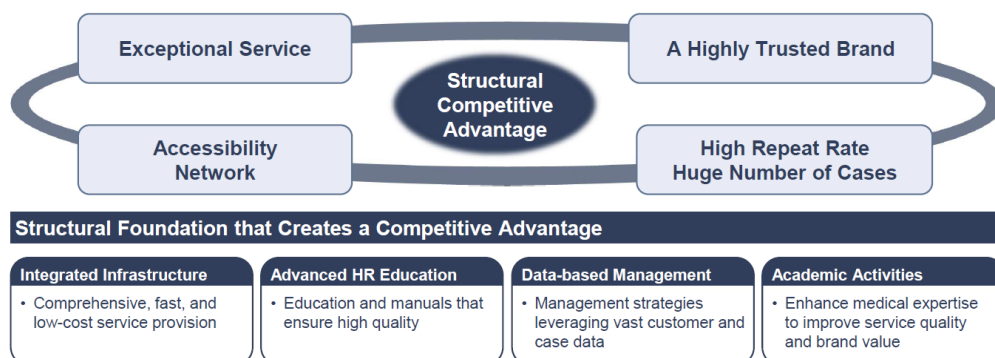 Exceptional Service
A Highly Trusted Brand
Structural
Competitive
Advantage
Accessibility
Network
High Repeat Rate
Huge Number of Cases
Structural Foundation that Creates a Competitive Advantage
Integrated Infrastructure
• Comprehensive, fast, and
low-cost service provision
Advanced HR Education
• Education and manuals that
ensure high quality
Data-based Management
• Management strategies
leveraging vast customer and
case data
Academic Activities
• Enhance medical expertise
to improve service quality
and brand value